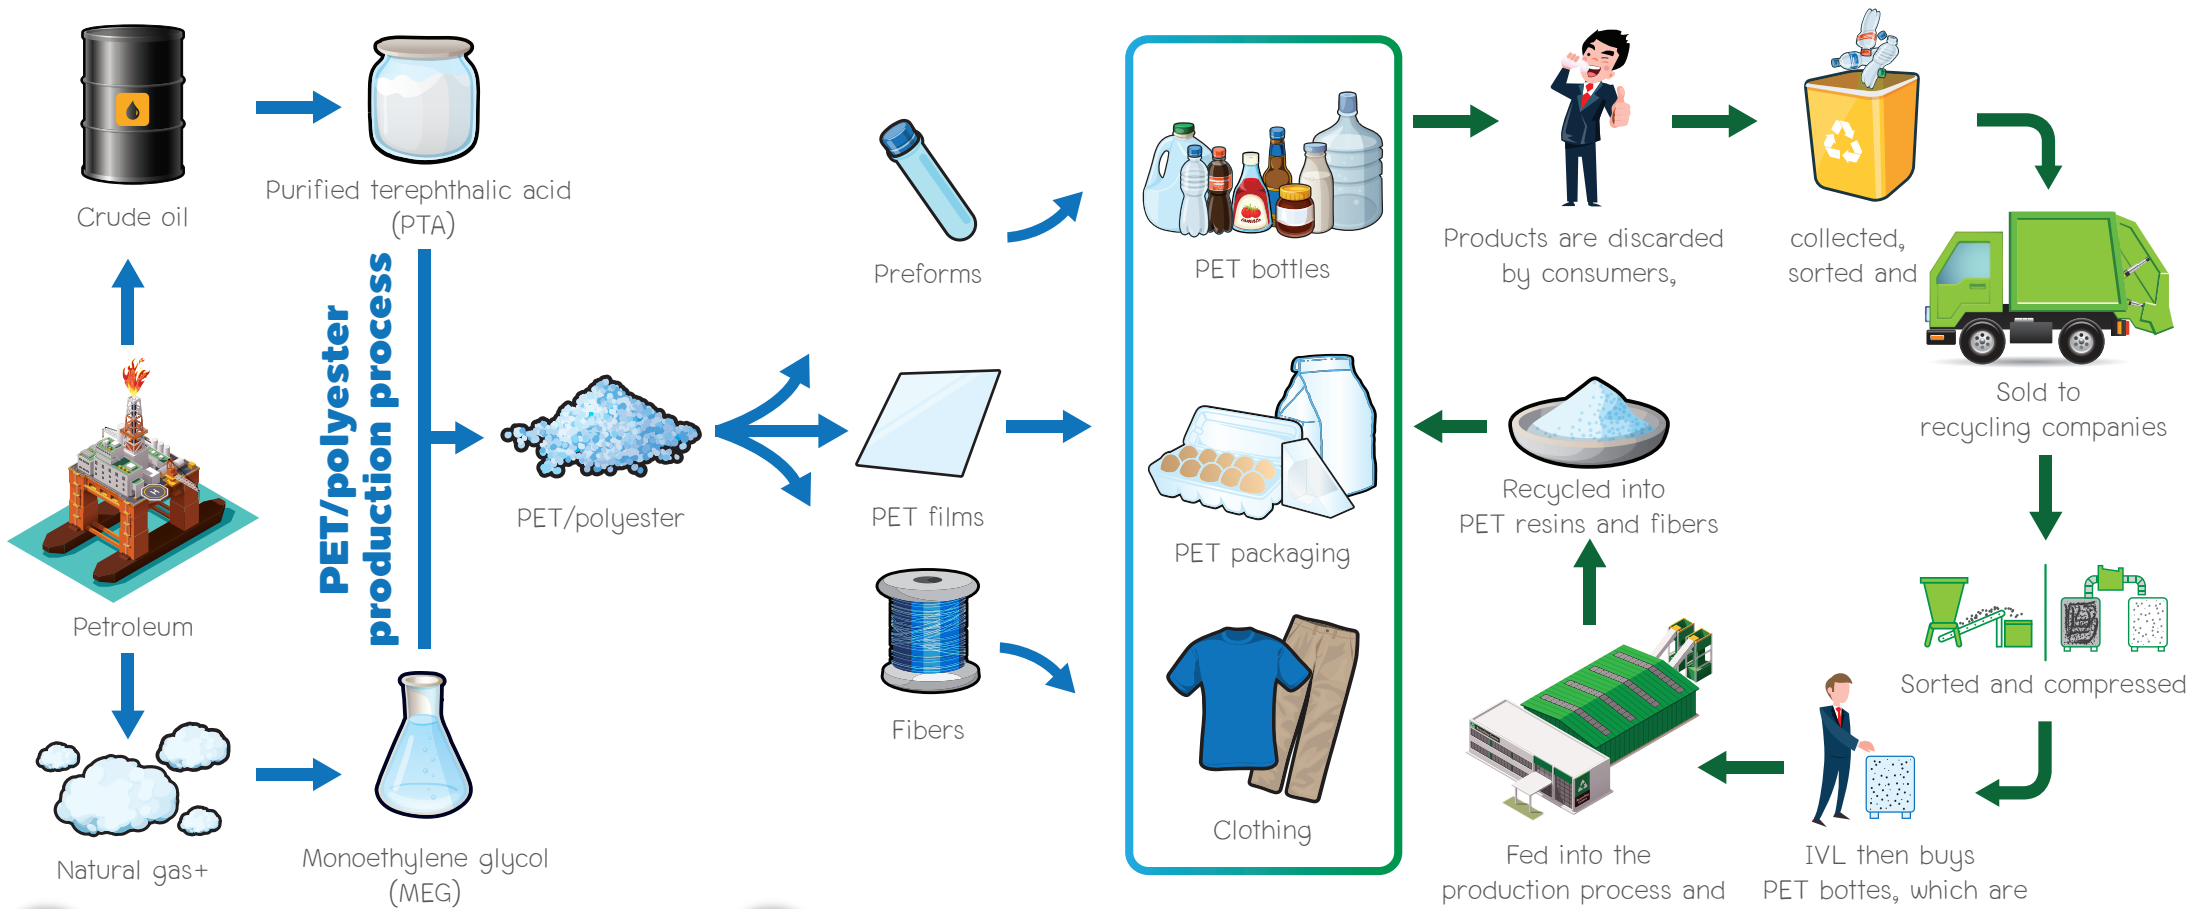 Crude oil
Purified terephthalic acid
(PTA)
PET/polyester
production process
Petroleum
Natural gas+
Monoethylene glycol
(MEG)
PET/polyester
Preforms
PET films
Fibers
PET bottles
PET packaging
Clothing
Products are discarded
by consumers,
collected,
sorted and
Sold to
recycling companies
Sorted and compressed
IVL then buys
PET bottes, which are
Fed into the
production process and
Recycled into
PET resins and fibers